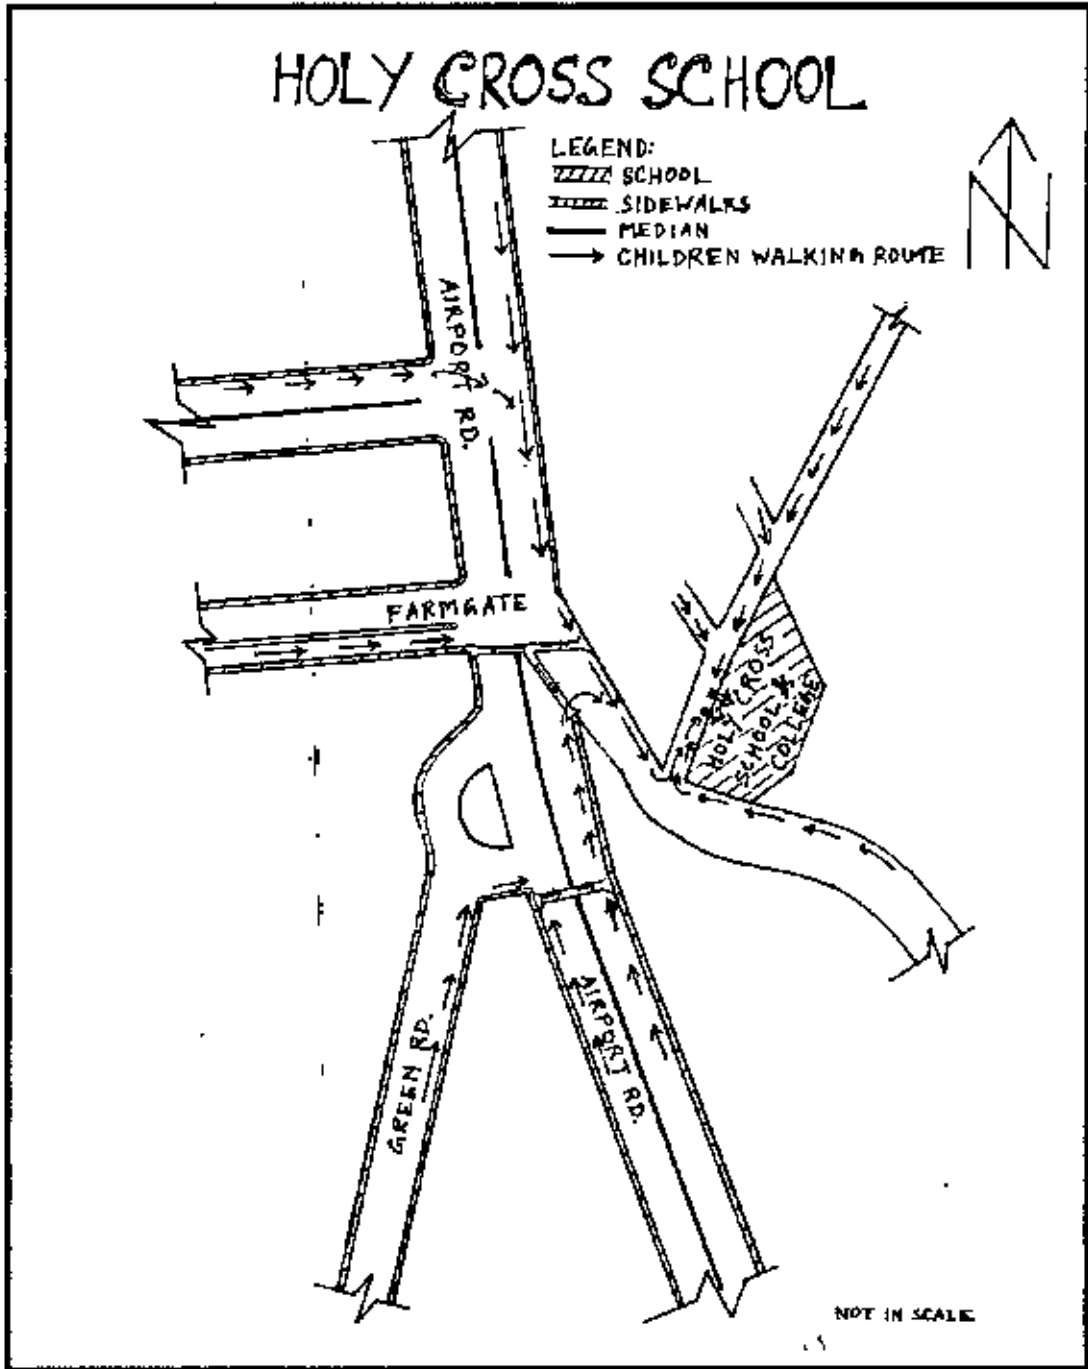 HOLY CROSS SCHOOL
LEGEND:
SCHOOL
SIDEWALKS
MEDIAN
CHILDREN WALKING ROUTE
N
AIRPORT RD.
FARMGATE
HOLY CROSS
SCHOOL &
COLLEGE
GREEN RD.
AIRPORT RD.
NOT IN SCALE